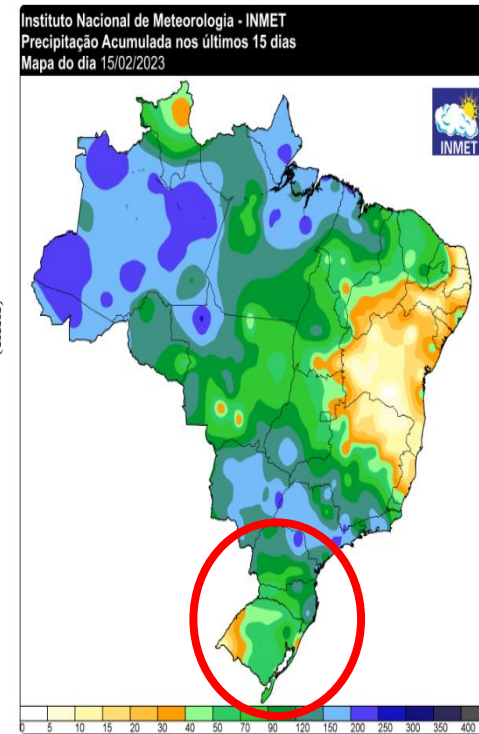 Instituto Nacional de Meteorologia - INMET
Precipitação Acumulada nos últimos 15 dias
Mapa do dia 15/02/2023
INMET
0 5 10 15 20 30 40 50 70 90 120 150 200 250 300 350 400